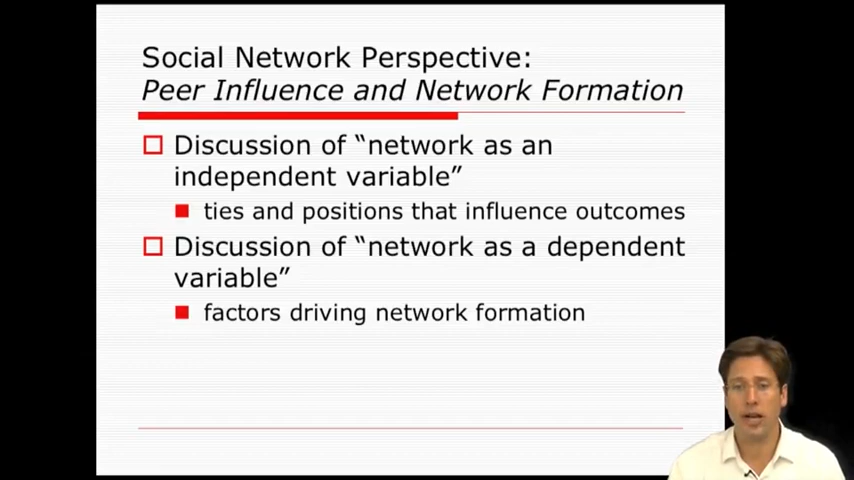 Social Network Perspective:
Peer Influence and Network Formation
Discussion of “network as an
independent variable”
ties and positions that influence outcomes
Discussion of “network as a dependent
variable”
factors driving network formation